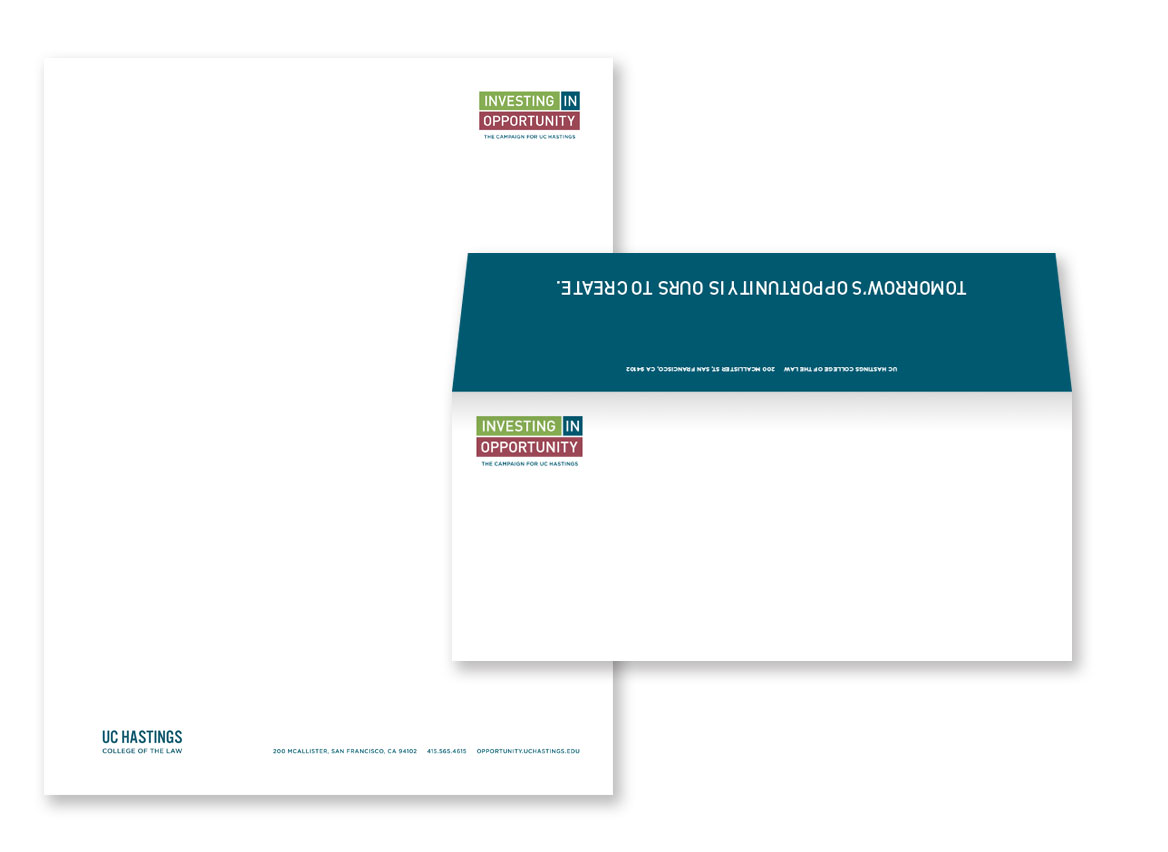 INVESTING IN
OPPORTUNITY
THE CAMPAIGN FOR UC HASTINGS
TOMORROW'S OPPORTUNITY IS OURS TO CREATE.
UC HASTINGS COLLEGE OF THE LAW 200 MCALLISTER ST, SAN FRANCISCO, CA 94102
INVESTING IN
OPPORTUNITY
THE CAMPAIGN FOR UC HASTINGS
UC HASTINGS
COLLEGE OF THE LAW
200 MCALLISTER, SAN FRANCISCO, CA 94102 415.565.4615 OPPORTUNITY.UCHASTINGS.EDU